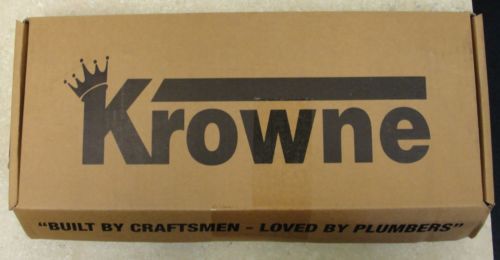 Krowne
"BUILT BY CRAFTSMEN - LOVED BY PLUMBERS"